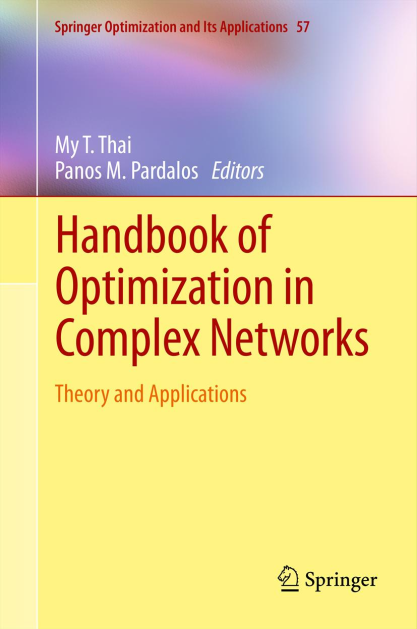 Springer Optimization and Its Applications 57
My T. Thai
Panos M. Pardalos Editors
Handbook of
Optimization in
Complex Networks
Theory and Applications
Springer